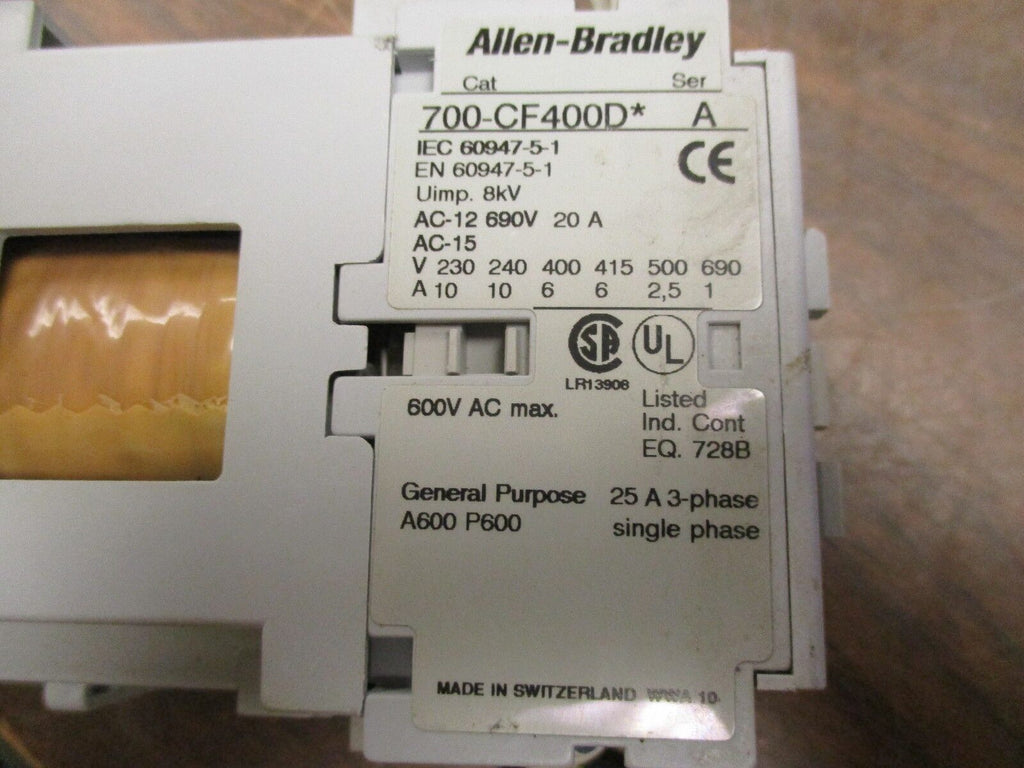 Allen-Bradley
Cat Ser
700-CF400D* A
IEC 60947-5-1
EN 60947-5-1
CE
Uimp. 8kV
AC-12 690V 20 A
AC-15
V 230 240 400 415 500 690
A 10 10 6 6 2,5 1
SA UL
LR13908
600V AC max.
Listed
Ind. Cont
EQ. 728B
General Purpose 25 A 3-phase
A600 P600 single phase
MADE IN SWITZERLAND 10